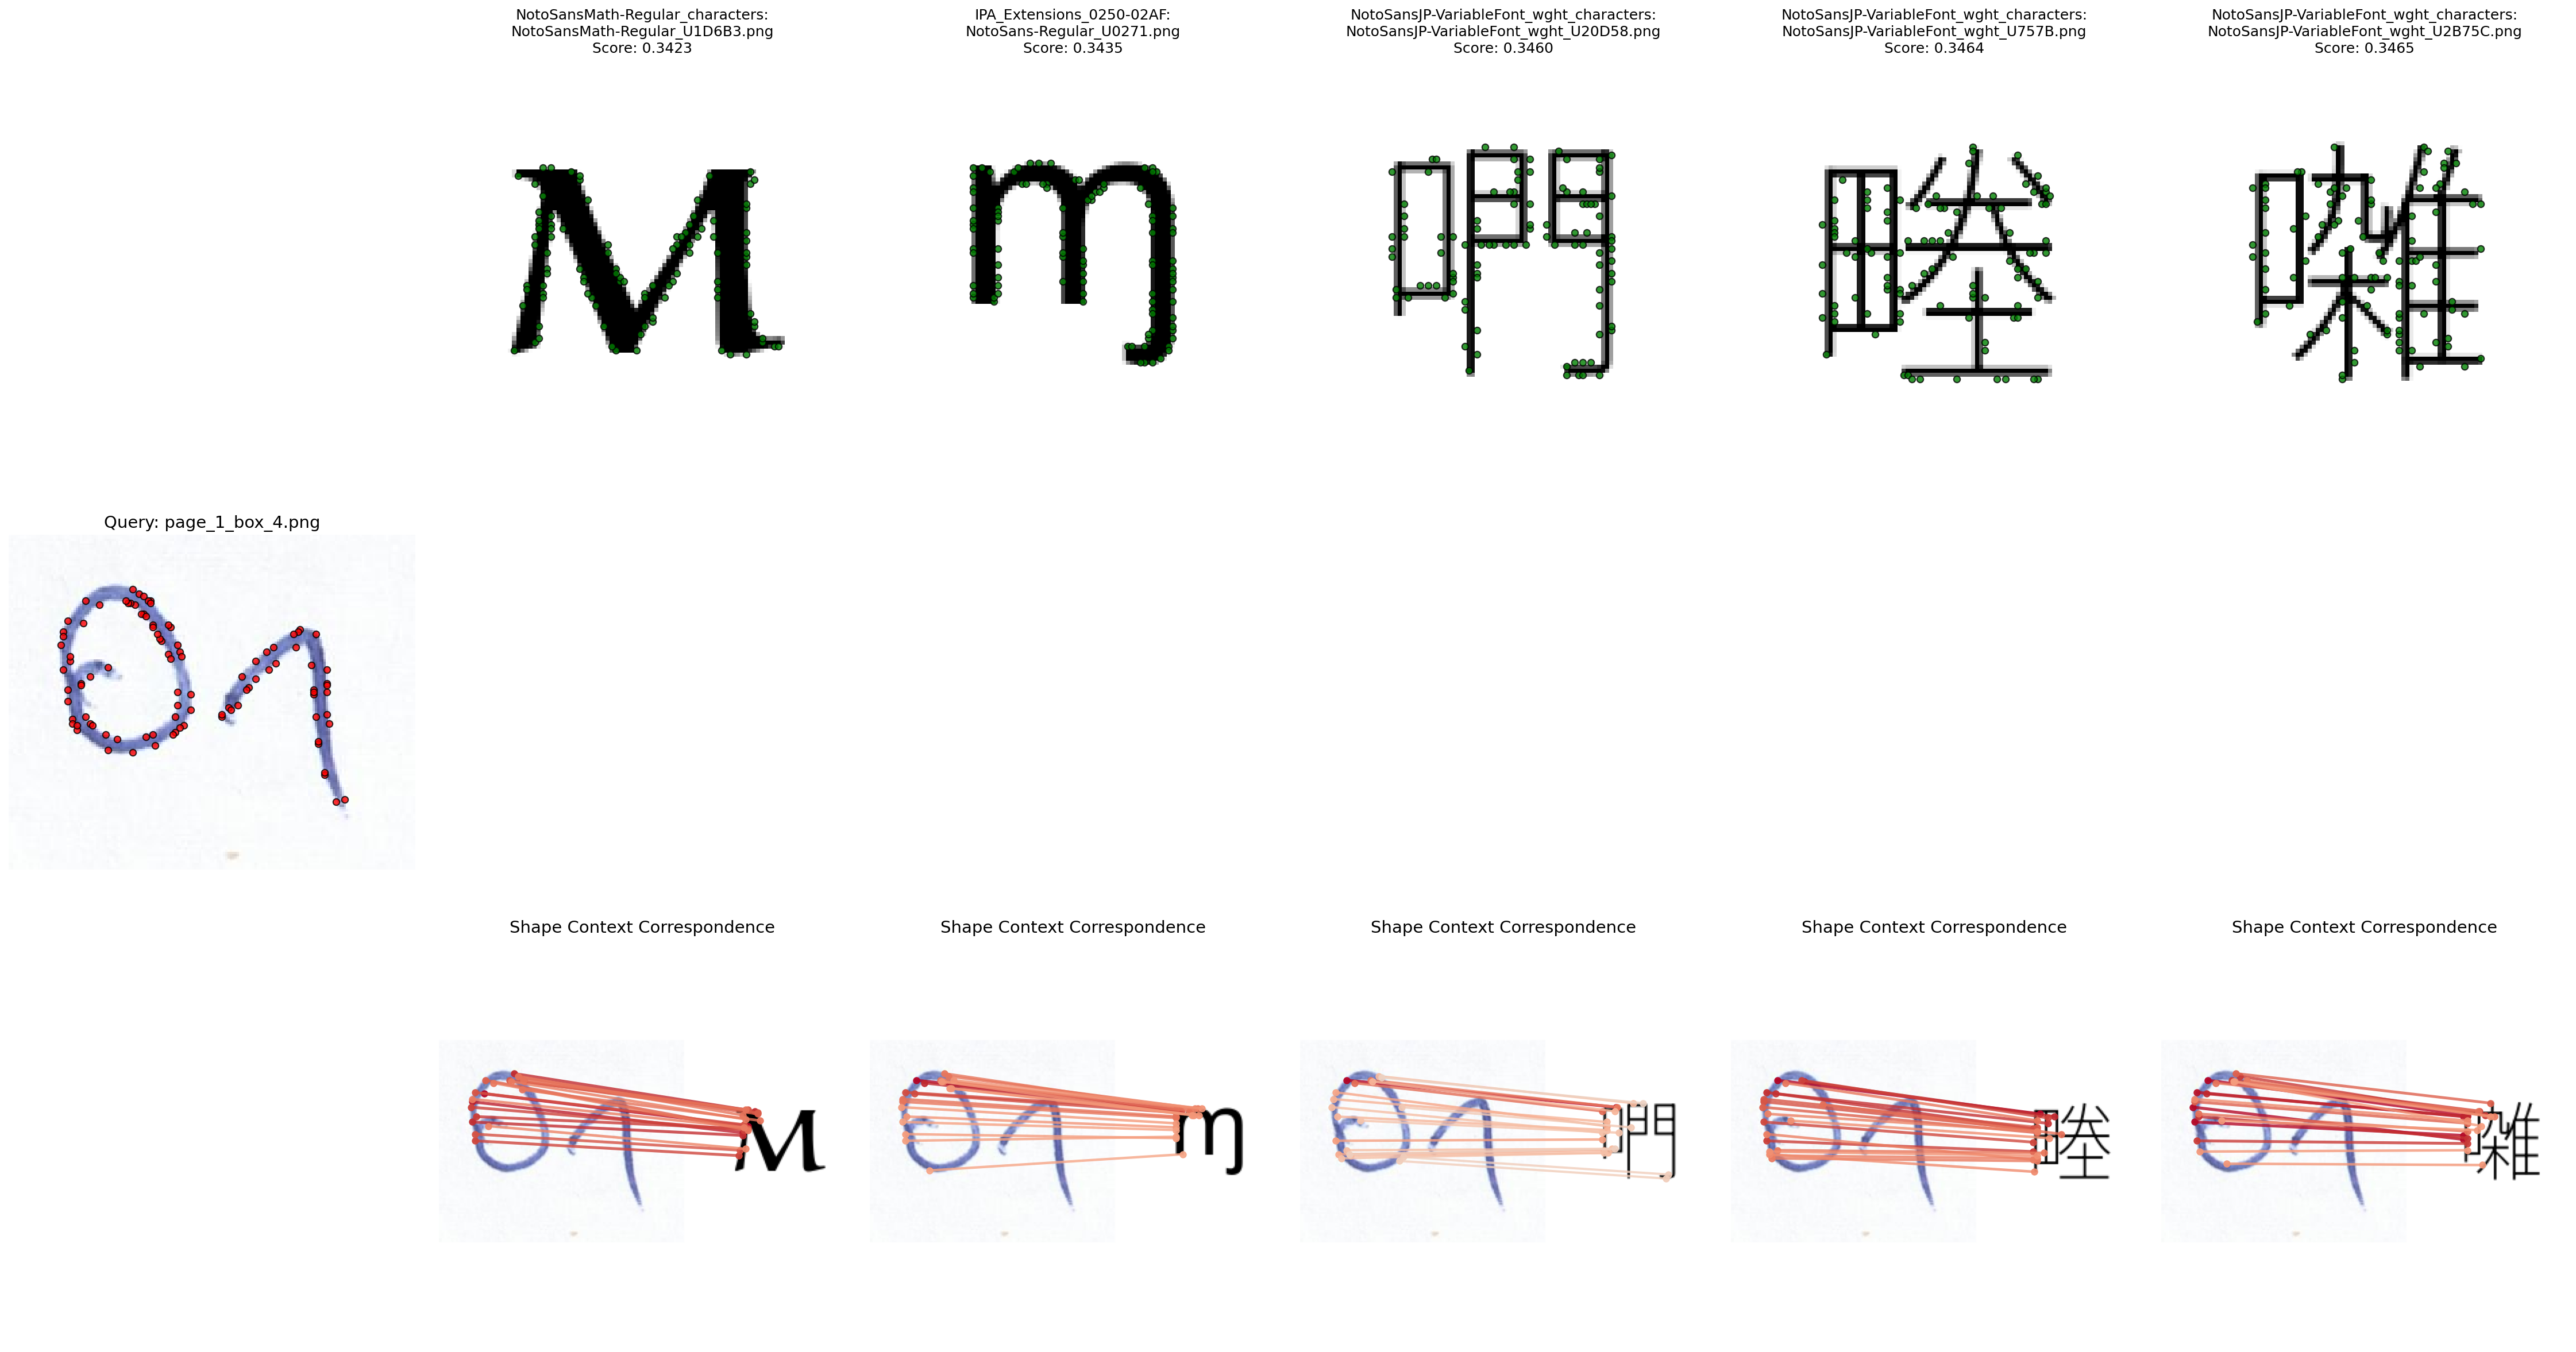 NotoSansMath-Regular_characters:
NotoSansMath-Regular_U1D6B3.png
Score: 0.3423
IPA_Extensions_0250-02AF:
NotoSans-Regular_U0271.png
Score: 0.3435
NotoSansJP-VariableFont_wght_characters:
NotoSansJP-VariableFont_wght_U20D58.png
Score: 0.3460
NotoSansJP-VariableFont_wght_characters:
NotoSansJP-VariableFont_wght_U757B.png
Score: 0.3464
NotoSansJP-VariableFont_wght_characters:
NotoSansJP-VariableFont_wght_U2B75C.png
Score: 0.3465
M ɱ
Query: page_1_box_4.png
Shape Context Correspondence Shape Context Correspondence Shape Context Correspondence Shape Context Correspondence Shape Context Correspondence
M ɱ